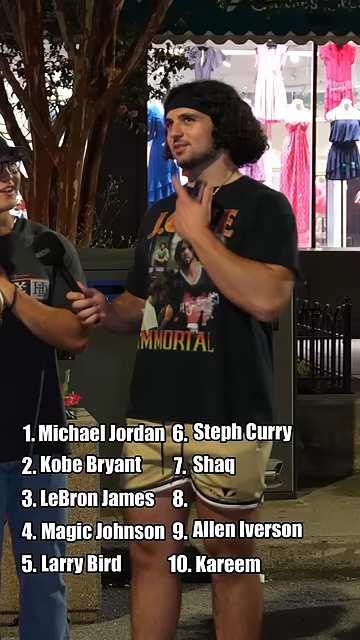 J.COLE
IMMORTAL
1. Michael Jordan
2. Kobe Bryant
3. LeBron James
4. Magic Johnson
5. Larry Bird
6. Steph Curry
7. Shaq
8.
9. Allen Iverson
10. Kareem